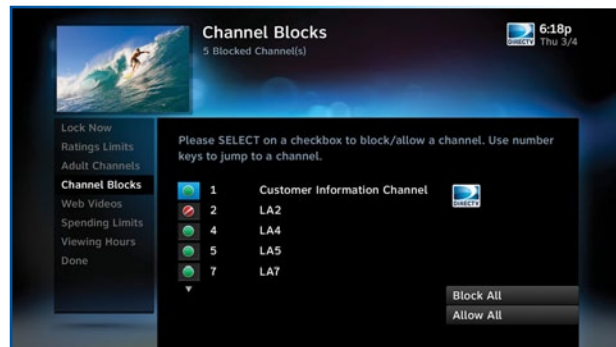 Channel Blocks
5 Blocked Channel(s)
DIRECTV
6:18p
Thu 3/4
Lock Now
Ratings Limits
Adult Channels
Channel Blocks
Web Videos
Spending Limits
Viewing Hours
Done
Please SELECT on a checkbox to block/allow a channel. Use number
keys to jump to a channel.
1 Customer Information Channel DIRECTV
2 LA2
4 LA4
5 LA5
7 LA7
Block All
Allow All